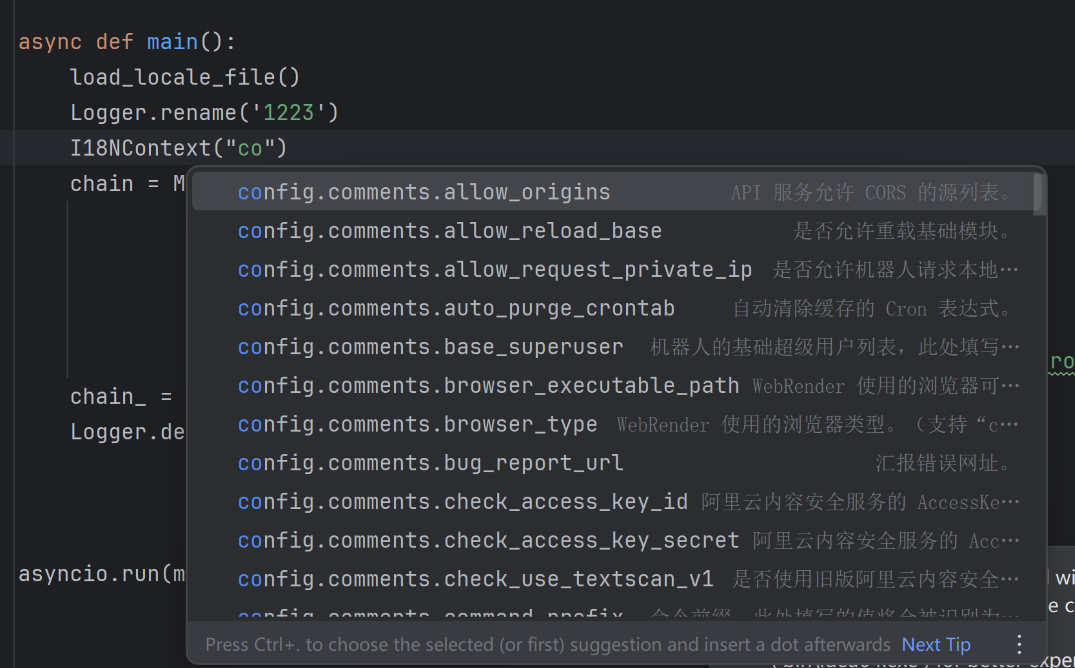 async def main():
load_locale_file()
Logger.rename('1223')
I18NContext("co")
chain = M
config.comments.allow_origins API 服务允许 CORS 的源列表。
config.comments.allow_reload_base 是否允许重载基础模块。
config.comments.allow_request_private_ip 是否允许机器人请求本地…
config.comments.auto_purge_crontab 自动清除缓存的 Cron 表达式。
config.comments.base_superuser 机器人的基础超级用户列表，此处填写…
ro
config.comments.browser_executable_path WebRender 使用的浏览器可…
chain_ =
config.comments.browser_type WebRender 使用的浏览器类型。（支持“c…
Logger.de
config.comments.bug_report_url 汇报错误网址。
config.comments.check_access_key_id 阿里云内容安全服务的 AccessKe…
config.comments.check_access_key_secret 阿里云内容安全服务的 Acc…
asyncio.run(m
config.comments.check_use_textscan_v1 是否使用旧版阿里云内容安全…
wi
config.comments.command_prefix
e c
Press Ctrl+. to choose the selected (or first) suggestion and insert a dot afterwards Next Tip